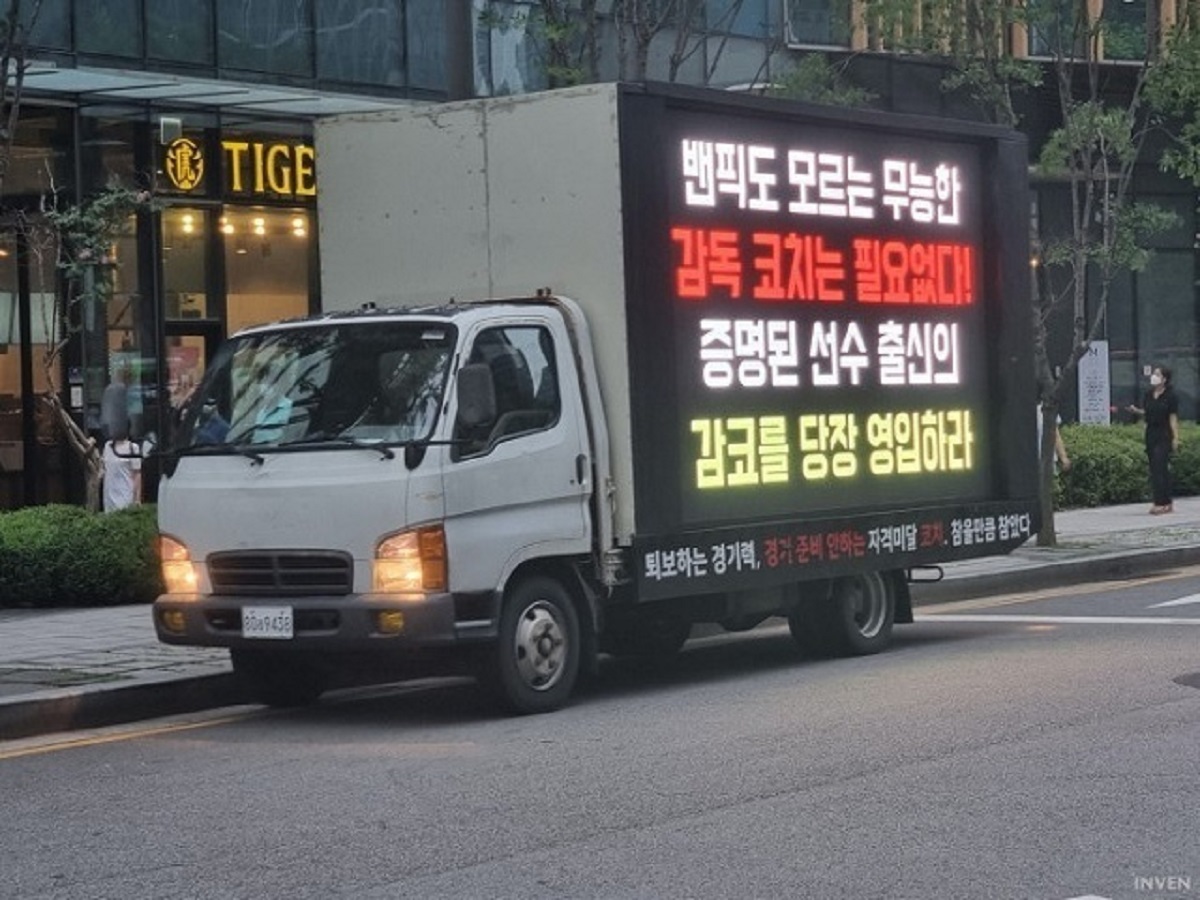 TIGE
밴픽도 모르는 무능한
감독 코치는 필요없다!
증명된 선수 출신의
감코를 당장 영입하라
퇴보하는 경기력, 경기 준비 안하는 자격미달 코치. 참을만큼 참았다
INVEN